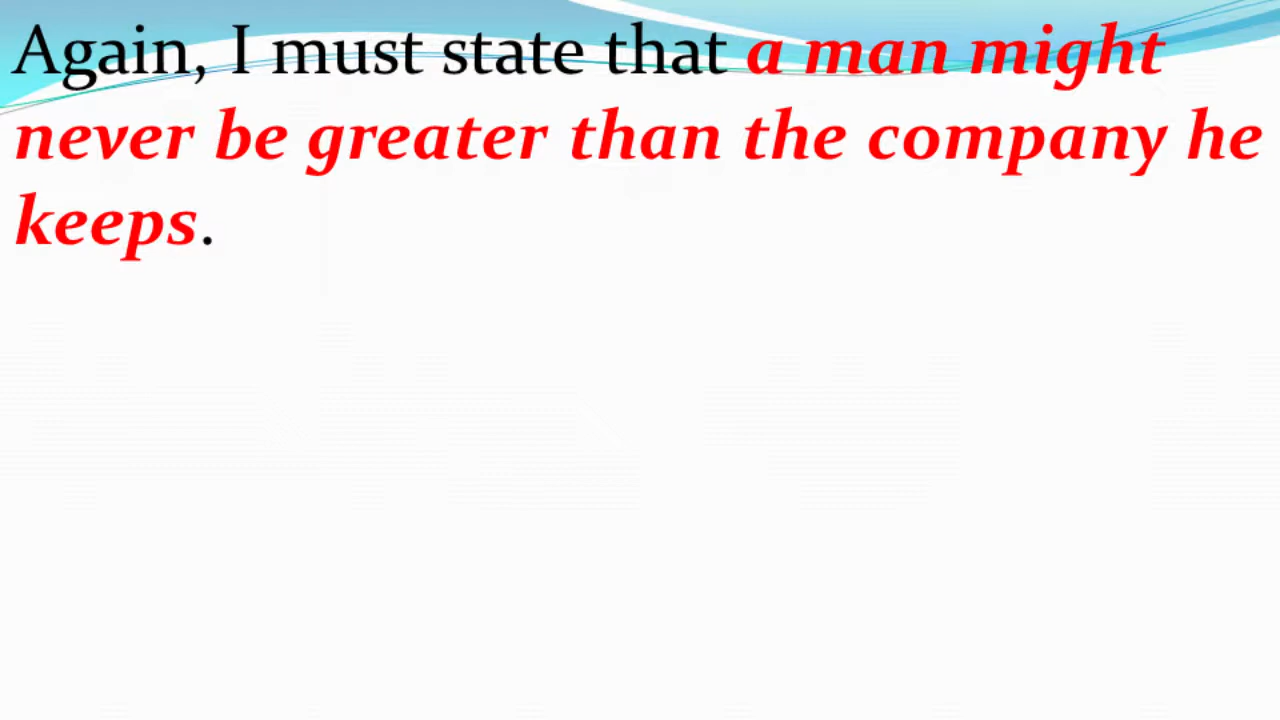 Again, I must state that a man might
never be greater than the company he
keeps.